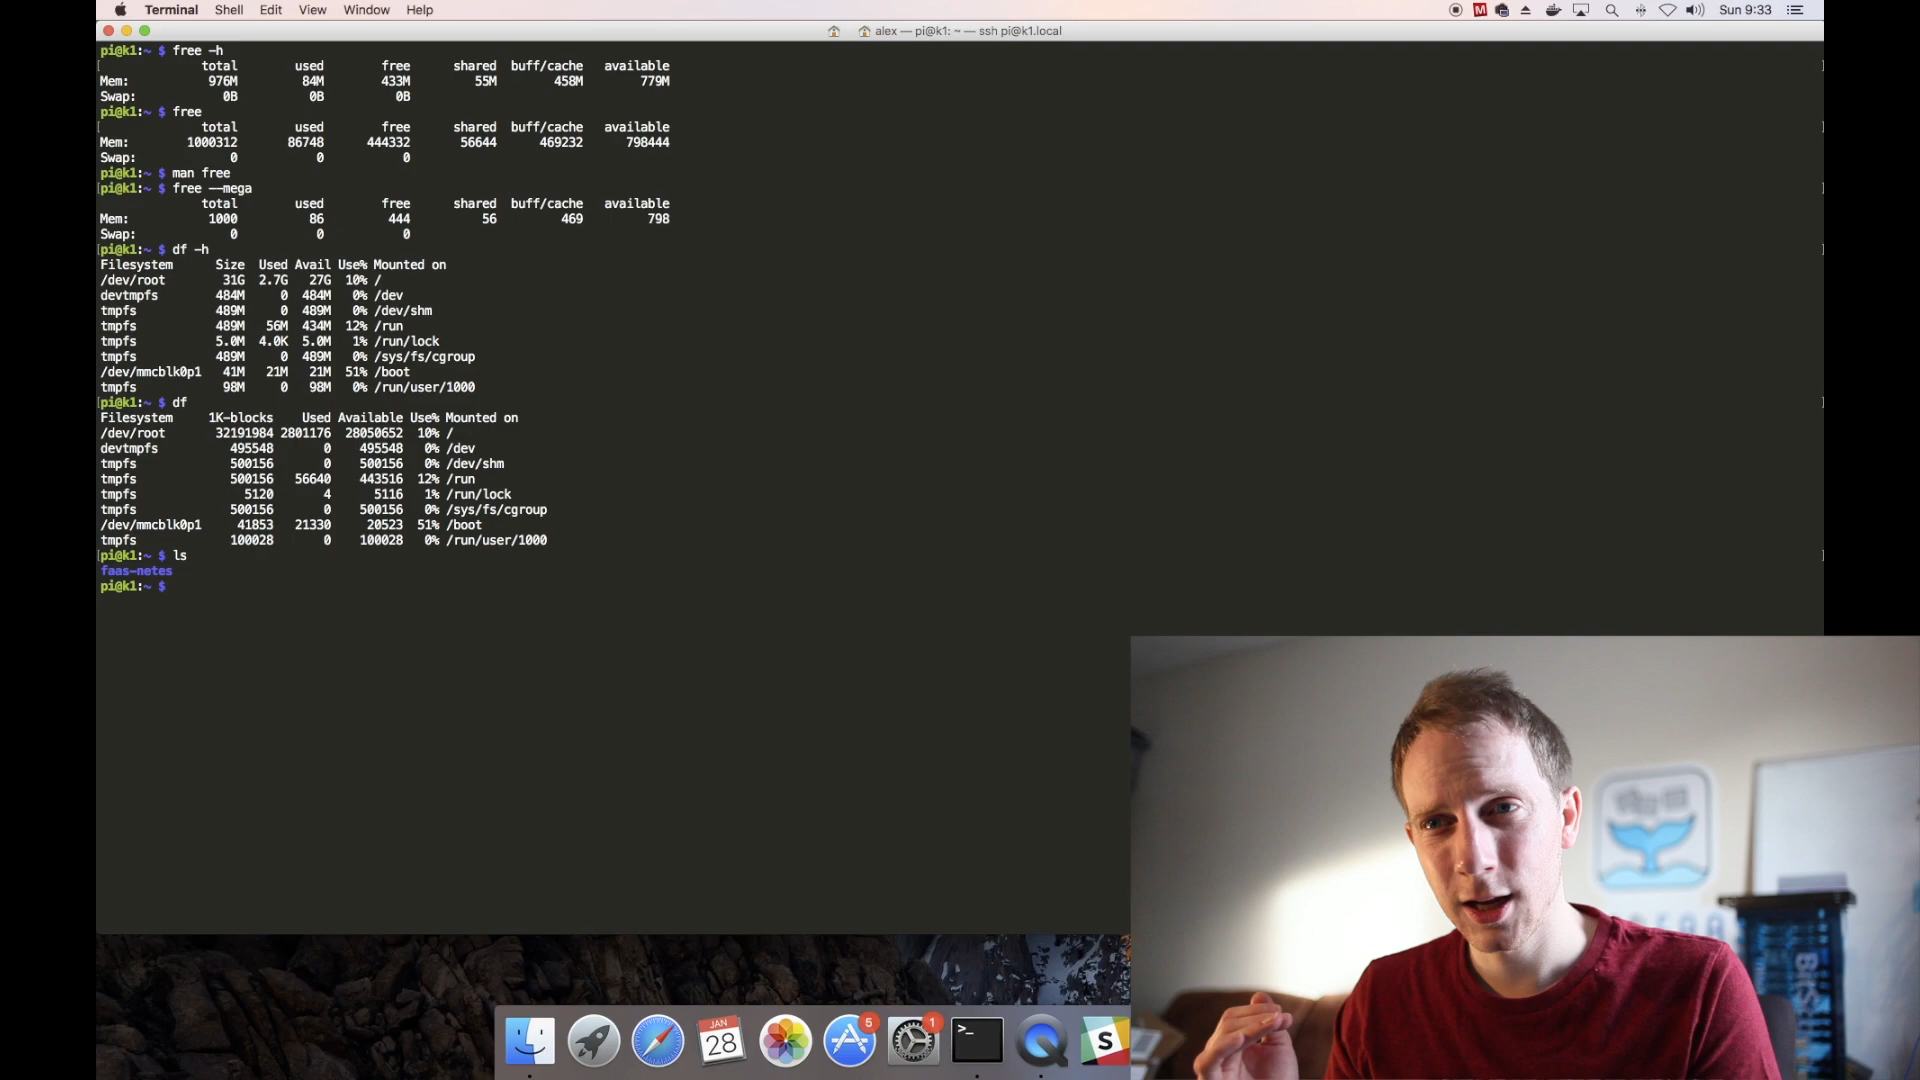 Terminal Shell Edit View Window Help Sun 9:33
alex — pi@k1: ~ — ssh pi@k1.local
pi@k1:~ $ free -h
total used free shared buff/cache available
Mem: 976M 84M 433M 55M 458M 779M
Swap: 0B 0B 0B
pi@k1:~ $ free
total used free shared buff/cache available
Mem: 1000312 86748 444332 56644 469232 798444
Swap: 0 0 0
pi@k1:~ $ man free
pi@k1:~ $ free --mega
total used free shared buff/cache available
Mem: 1000 86 444 56 469 798
Swap: 0 0 0
pi@k1:~ $ df -h
Filesystem Size Used Avail Use% Mounted on
/dev/root 31G 2.7G 27G 10% /
devtmpfs 484M 0 484M 0% /dev
tmpfs 489M 0 489M 0% /dev/shm
tmpfs 489M 56M 434M 12% /run
tmpfs 5.0M 4.0K 5.0M 1% /run/lock
tmpfs 489M 0 489M 0% /sys/fs/cgroup
/dev/mmcblk0p1 41M 21M 21M 51% /boot
tmpfs 98M 0 98M 0% /run/user/1000
pi@k1:~ $ df
Filesystem 1K-blocks Used Available Use% Mounted on
/dev/root 32191984 2801176 28050652 10% /
devtmpfs 495548 0 495548 0% /dev
tmpfs 500156 0 500156 0% /dev/shm
tmpfs 500156 56640 443516 12% /run
tmpfs 5120 4 5116 1% /run/lock
tmpfs 500156 0 500156 0% /sys/fs/cgroup
/dev/mmcblk0p1 41853 21330 20523 51% /boot
tmpfs 100028 0 100028 0% /run/user/1000
pi@k1:~ $ ls
faas-netes
pi@k1:~ $
JAN
28
5
1
>_
S